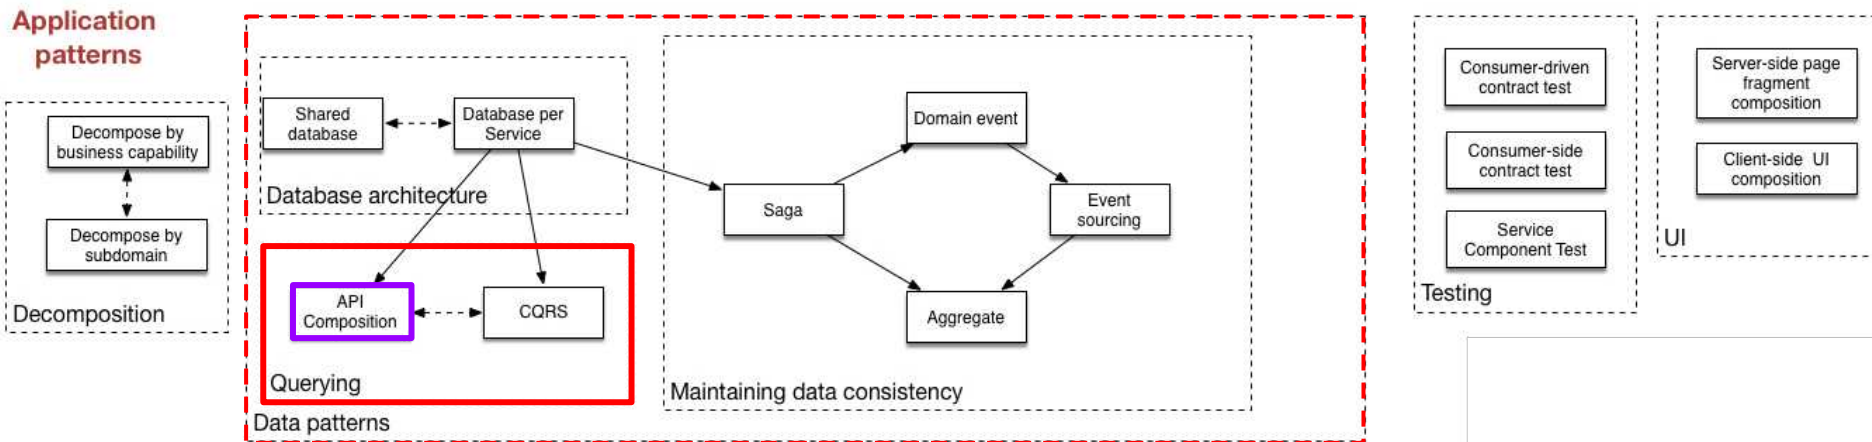 Application
patterns
Decompose by
business capability
Decompose by
subdomain
Decomposition
Shared
database
Database per
Service
Database architecture
API
Composition
CQRS
Querying
Data patterns
Domain event
Saga
Event
sourcing
Aggregate
Maintaining data consistency
Consumer-driven
contract test
Consumer-side
contract test
Service
Component Test
Testing
Server-side page
fragment
composition
Client-side UI
composition
UI